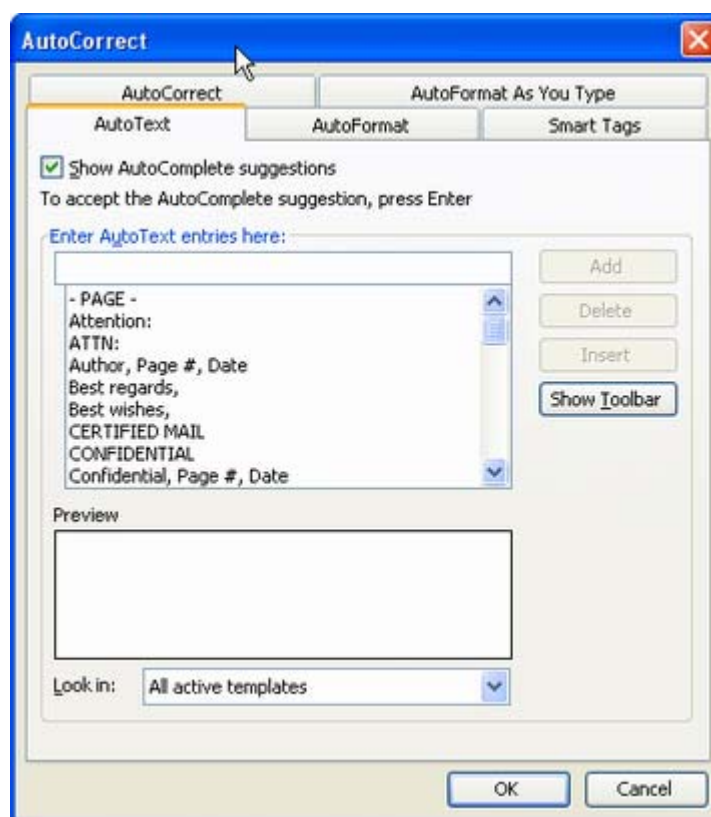 AutoCorrect
AutoCorrect AutoFormat As You Type
AutoText AutoFormat Smart Tags
Show AutoComplete suggestions
To accept the AutoComplete suggestion, press Enter
Enter AutoText entries here:
Add
- PAGE -
Attention:
ATTN:
Author, Page #, Date
Best regards,
Best wishes,
CERTIFIED MAIL
CONFIDENTIAL
Confidential, Page #, Date
Delete
Insert
Show Toolbar
Preview
Look in: All active templates
OK Cancel